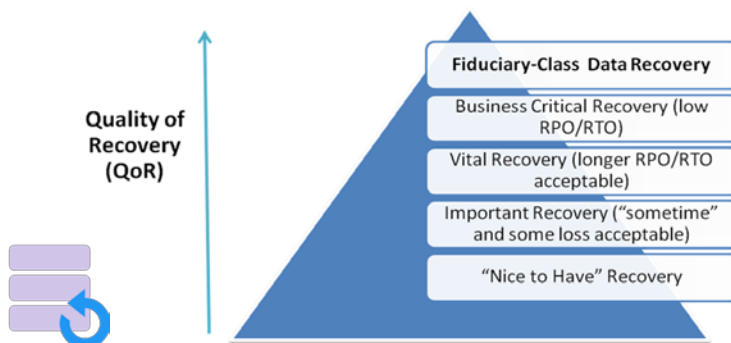 Quality of
Recovery
(QoR)
Fiduciary-Class Data Recovery
Business Critical Recovery (low
RPO/RTO)
Vital Recovery (longer RPO/RTO
acceptable)
Important Recovery (“sometime”
and some loss acceptable)
“Nice to Have” Recovery